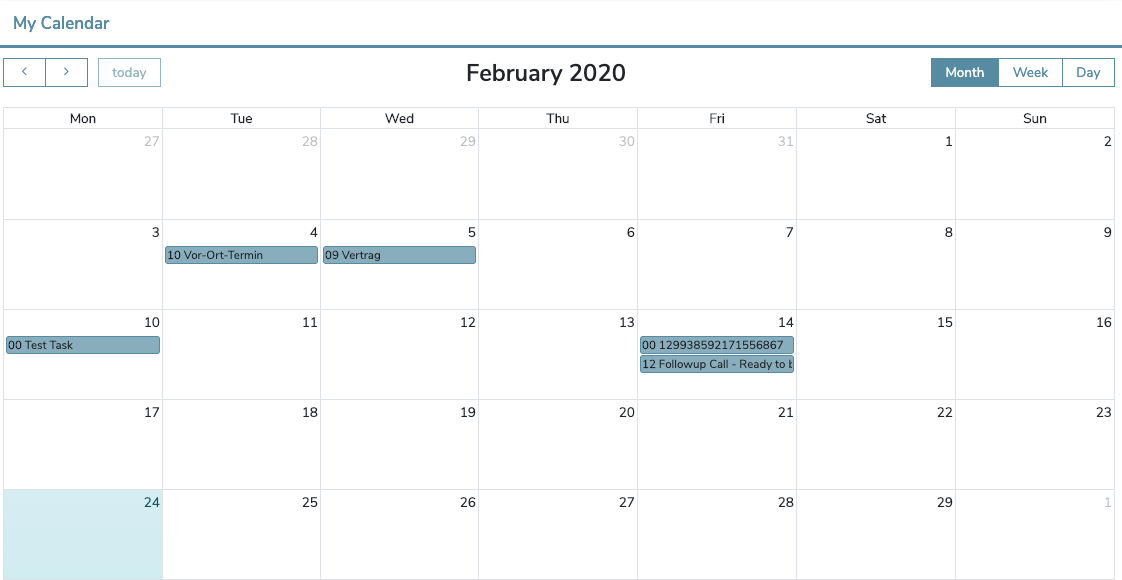 My Calendar
today
February 2020
Month Week Day
Mon Tue Wed Thu Fri Sat Sun
27 28 29 30 31 1 2
3 4 5 6 7 8 9
10 Vor-Ort-Termin 09 Vertrag
10 11 12 13 14 15 16
00 Test Task 00 129938592171556867
12 Followup Call - Ready to
17 18 19 20 21 22 23
24 25 26 27 28 29 1